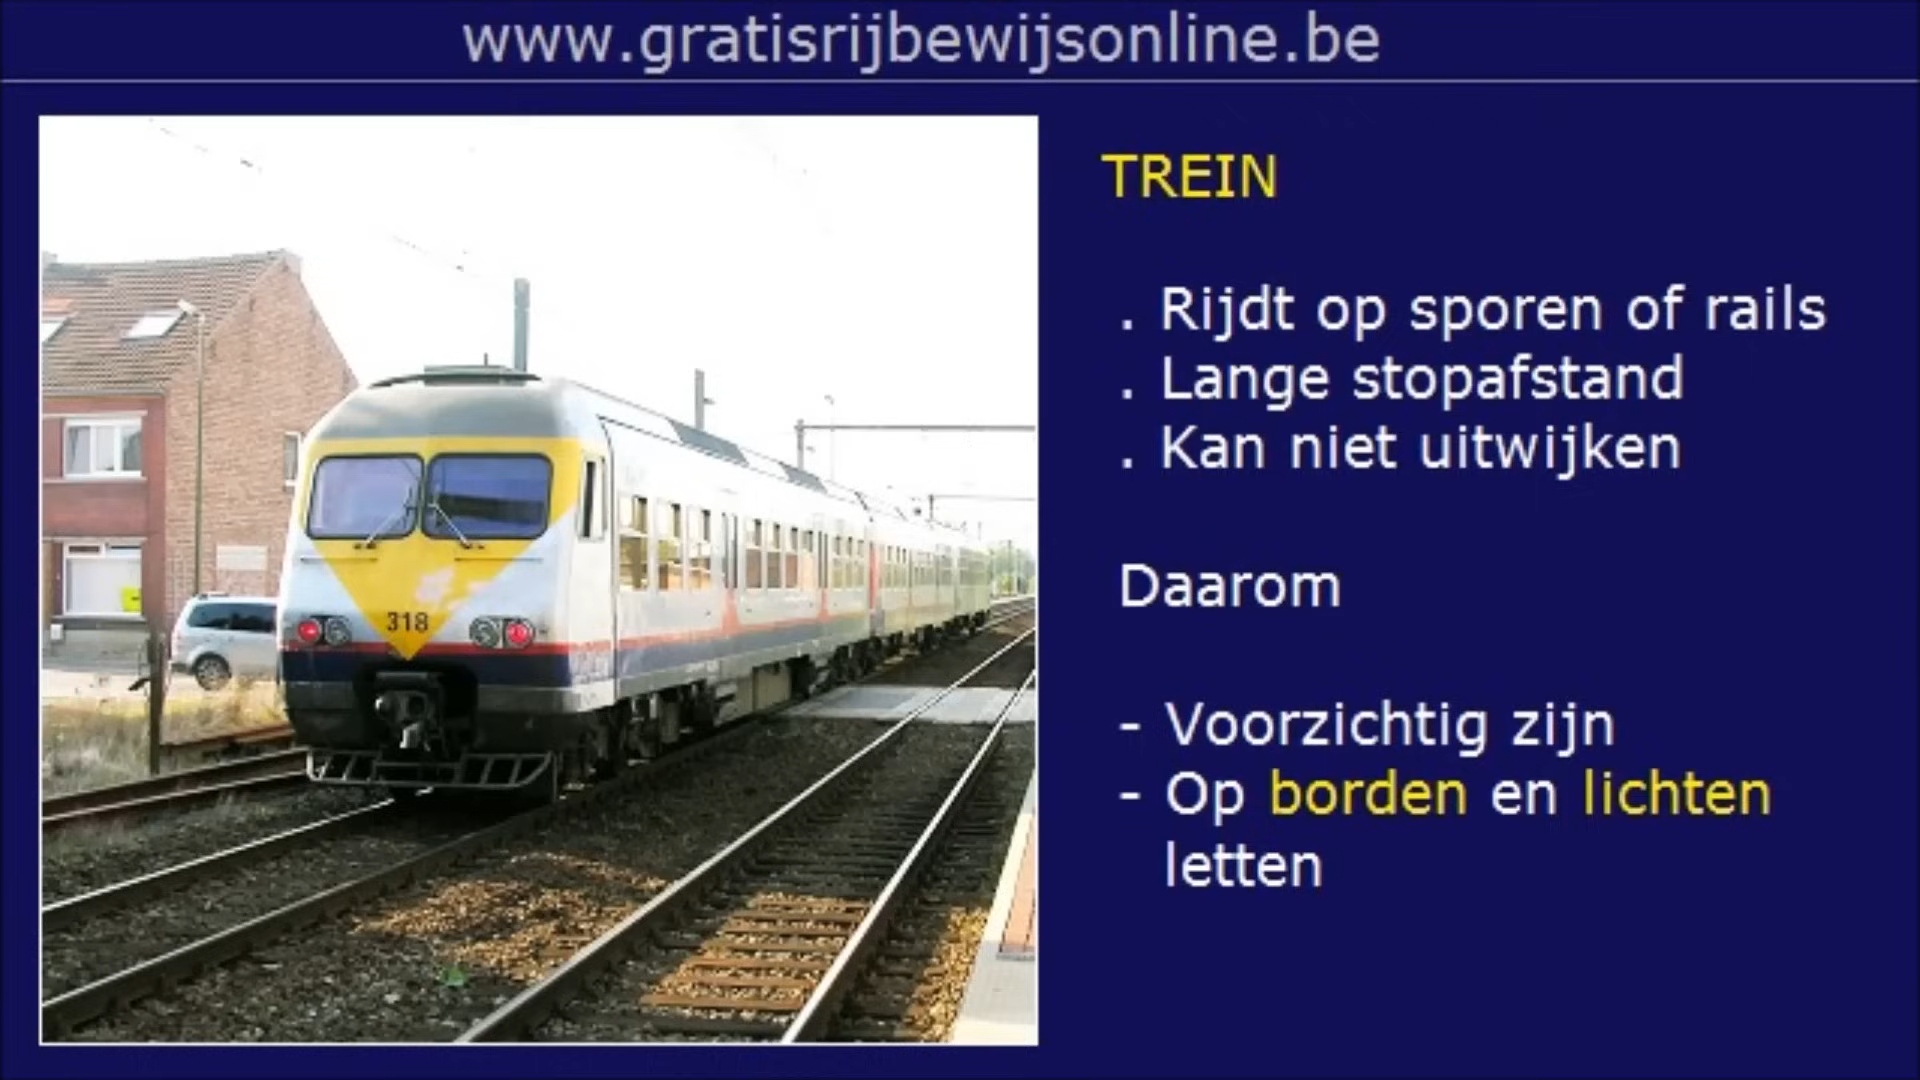 www.gratisrijbewijsonline.be
TREIN
. Rijdt op sporen of rails
. Lange stopafstand
. Kan niet uitwijken
Daarom
- Voorzichtig zijn
- Op borden en lichten
letten
318